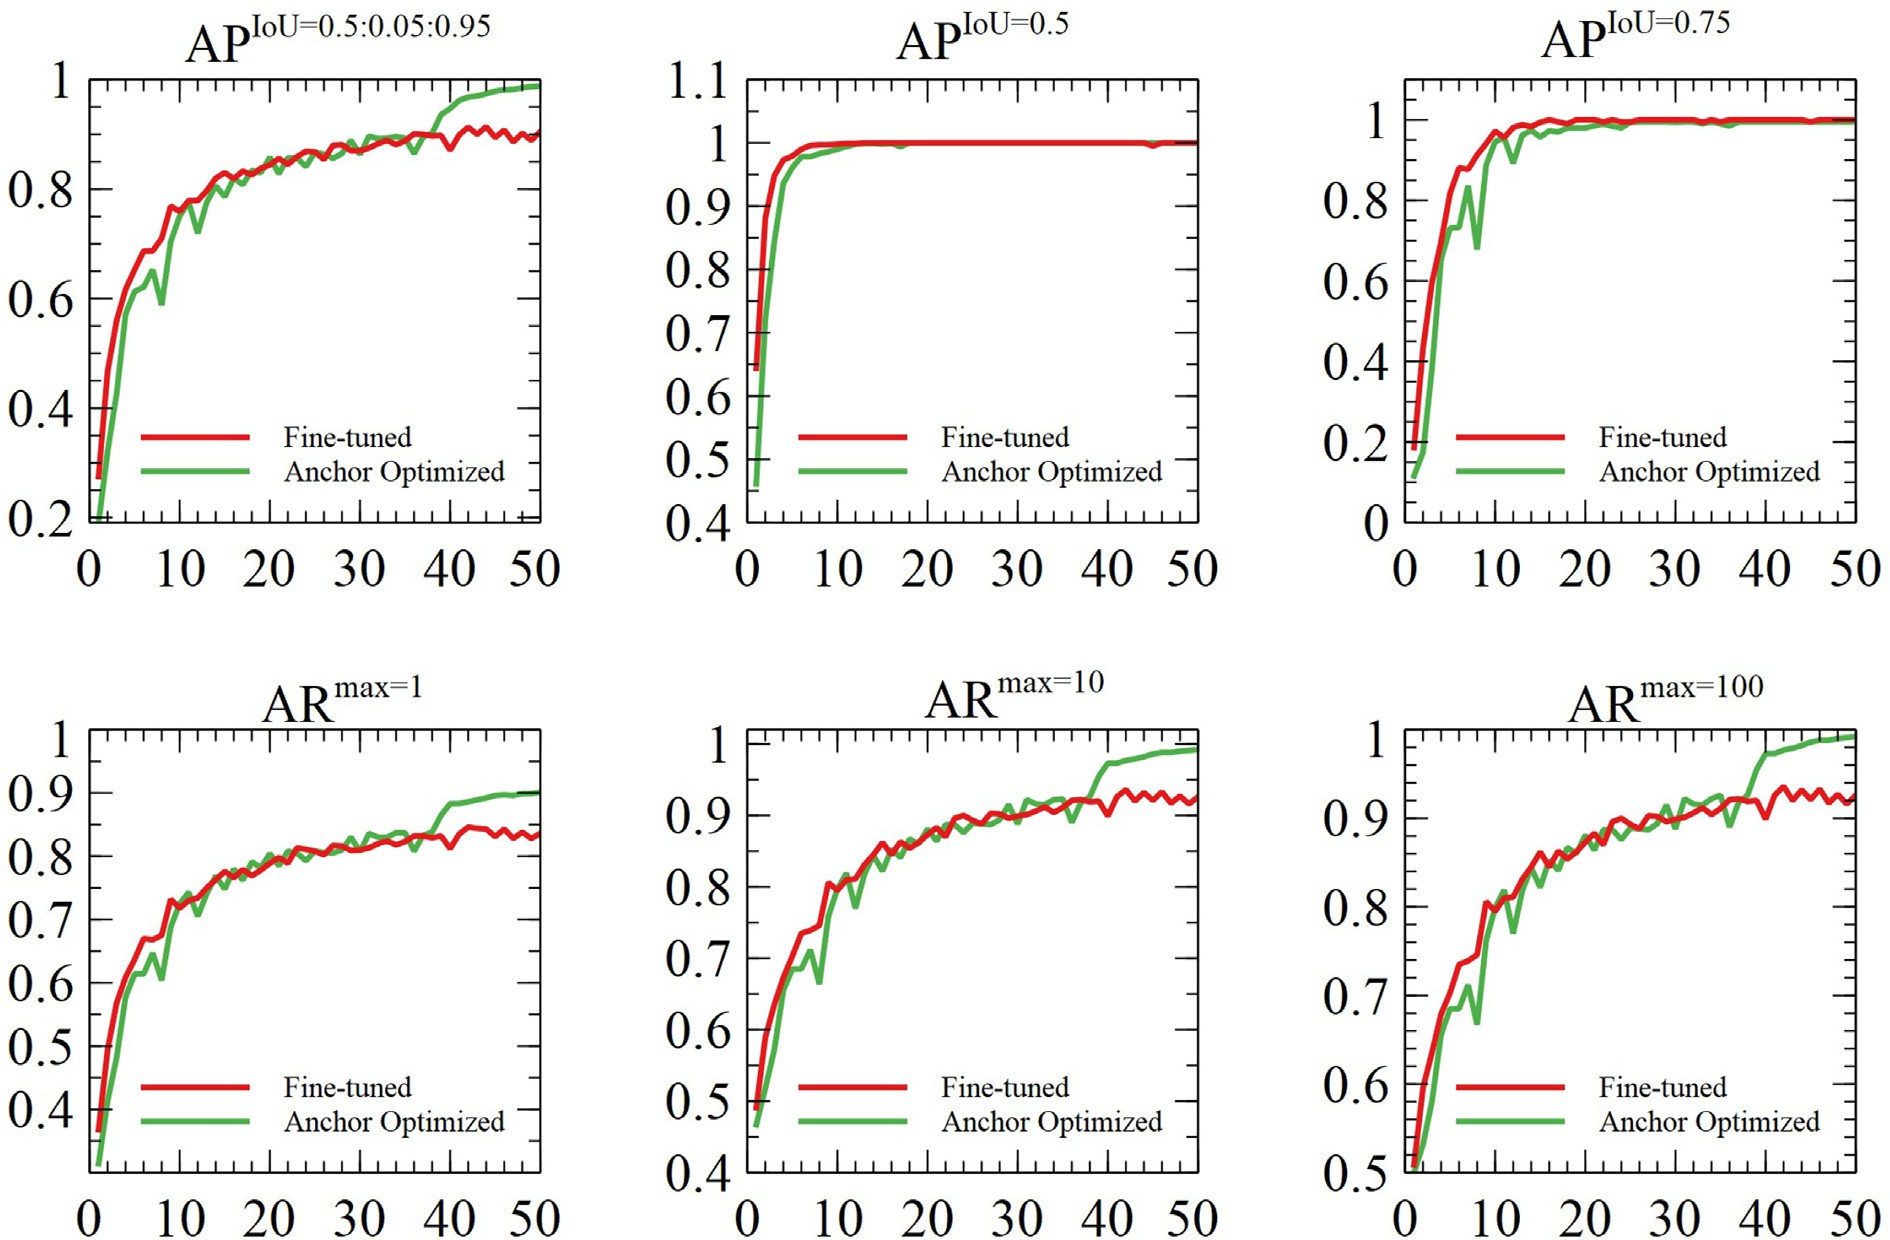 AP^IoU=0.5:0.05:0.95
1
0.8
0.6
0.4
0.2
Fine-tuned
Anchor Optimized
0 10 20 30 40 50
AP^IoU=0.5
1.1
1
0.9
0.8
0.7
0.6
0.5
0.4
Fine-tuned
Anchor Optimized
0 10 20 30 40 50
AP^IoU=0.75
1
0.8
0.6
0.4
0.2
0
Fine-tuned
Anchor Optimized
0 10 20 30 40 50
AR^max=1
1
0.9
0.8
0.7
0.6
0.5
0.4
Fine-tuned
Anchor Optimized
0 10 20 30 40 50
AR^max=10
1
0.9
0.8
0.7
0.6
0.5
0.4
Fine-tuned
Anchor Optimized
0 10 20 30 40 50
AR^max=100
1
0.9
0.8
0.7
0.6
0.5
Fine-tuned
Anchor Optimized
0 10 20 30 40 50